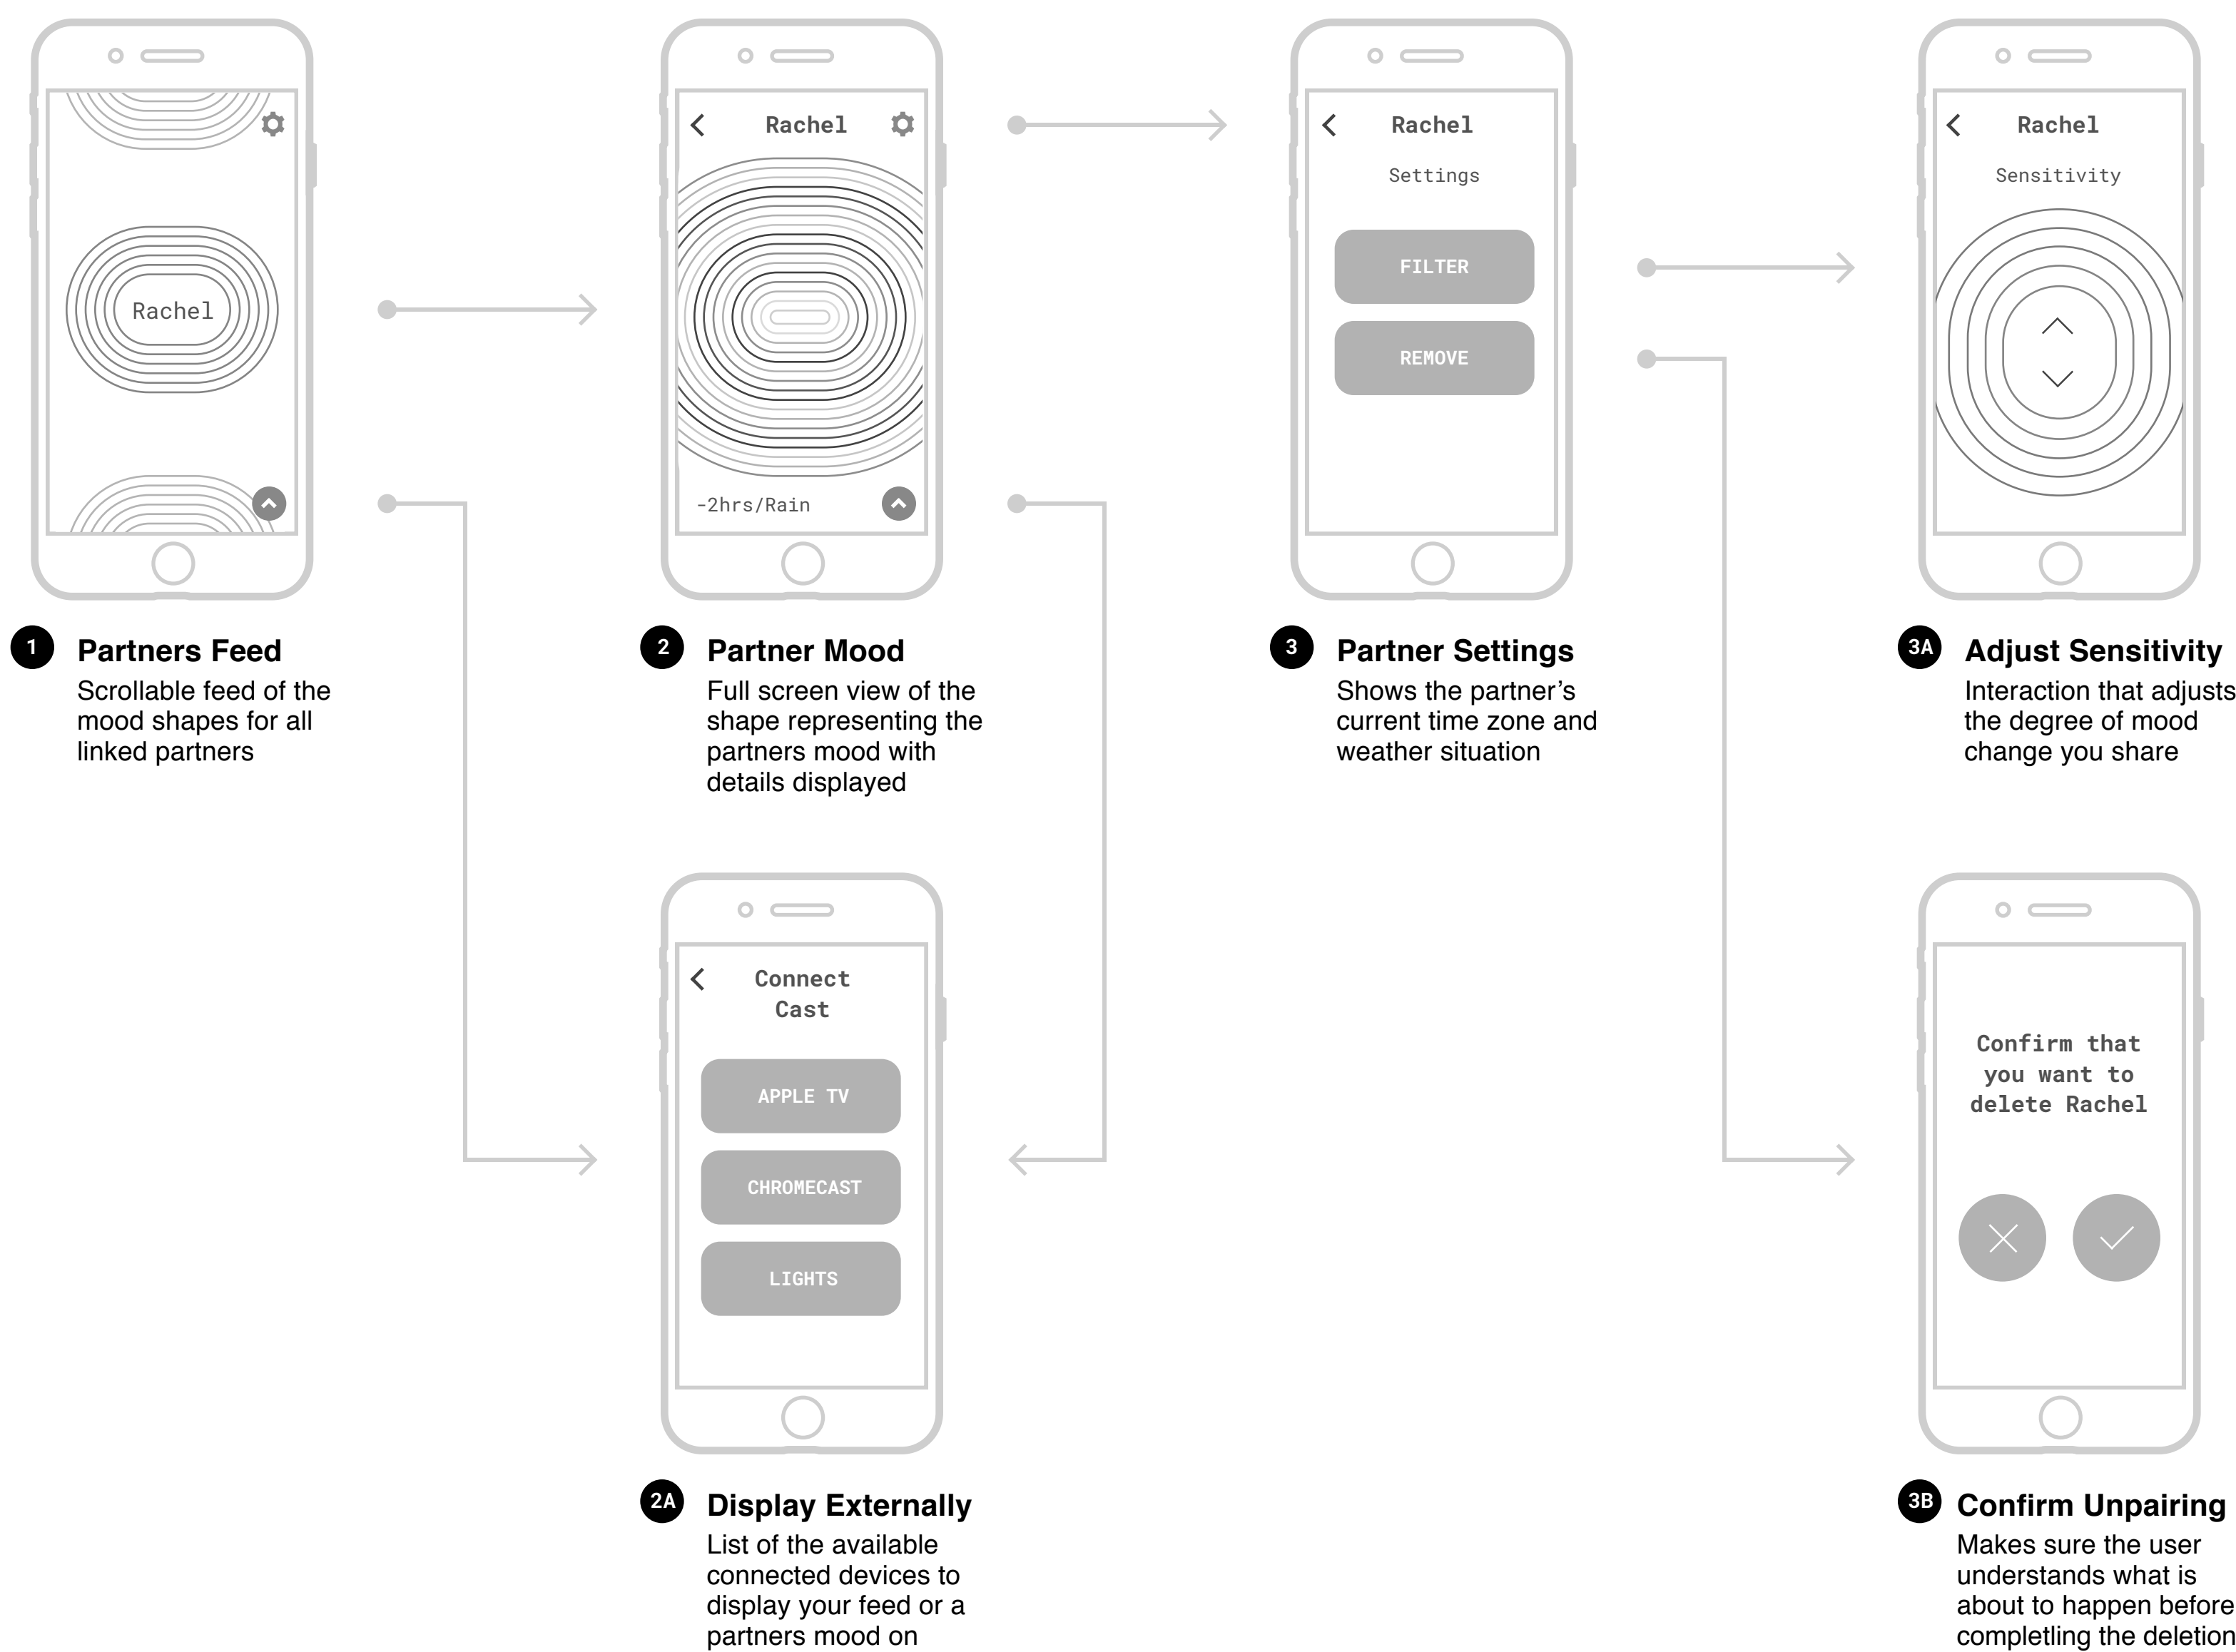 Rachel
Rachel
-2hrs/Rain
Rachel
Settings
FILTER
REMOVE
Rachel
Sensitivity
1
Partners Feed
Scrollable feed of the
mood shapes for all
linked partners
2
Partner Mood
Full screen view of the
shape representing the
partners mood with
details displayed
3
Partner Settings
Shows the partner’s
current time zone and
weather situation
3A
Adjust Sensitivity
Interaction that adjusts
the degree of mood
change you share
Connect
Cast
APPLE TV
CHROMECAST
LIGHTS
Confirm that
you want to
delete Rachel
2A
Display Externally
List of the available
connected devices to
display your feed or a
partners mood on
3B
Confirm Unpairing
Makes sure the user
understands what is
about to happen before
completling the deletion